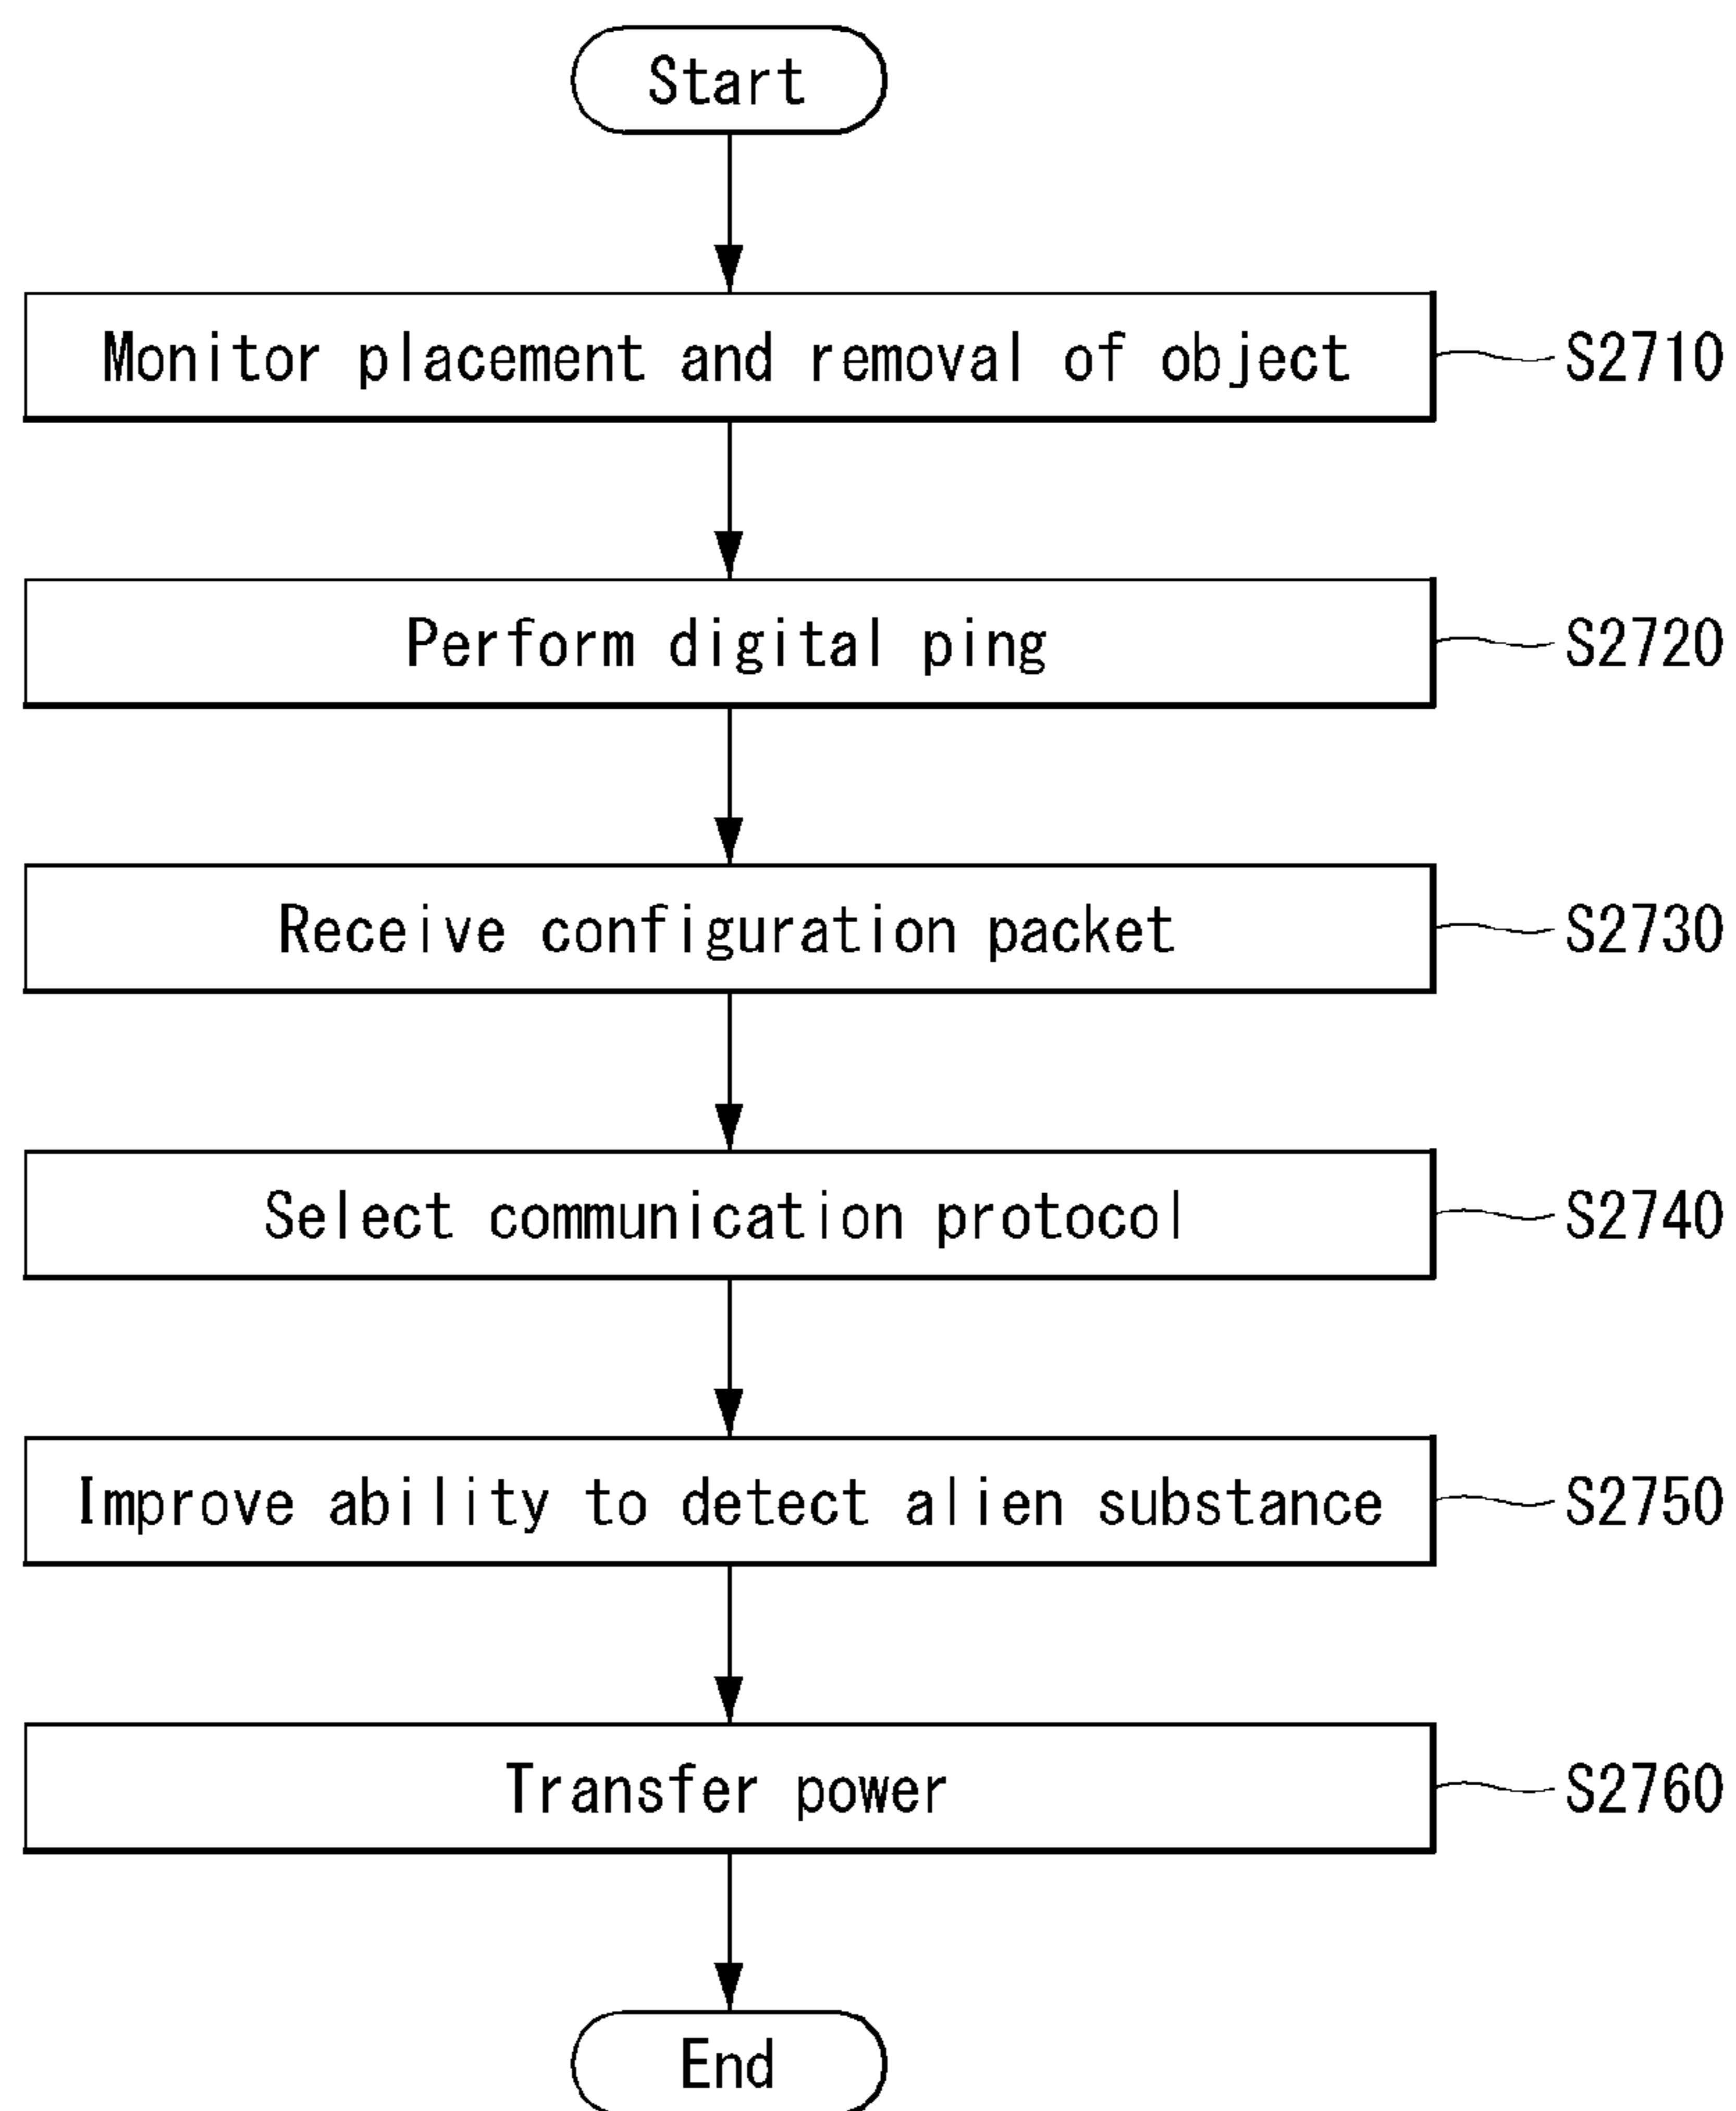 Start
Monitor placement and removal of object S2710
Perform digital ping S2720
Receive configuration packet S2730
Select communication protocol S2740
Improve ability to detect alien substance S2750
Transfer power S2760
End